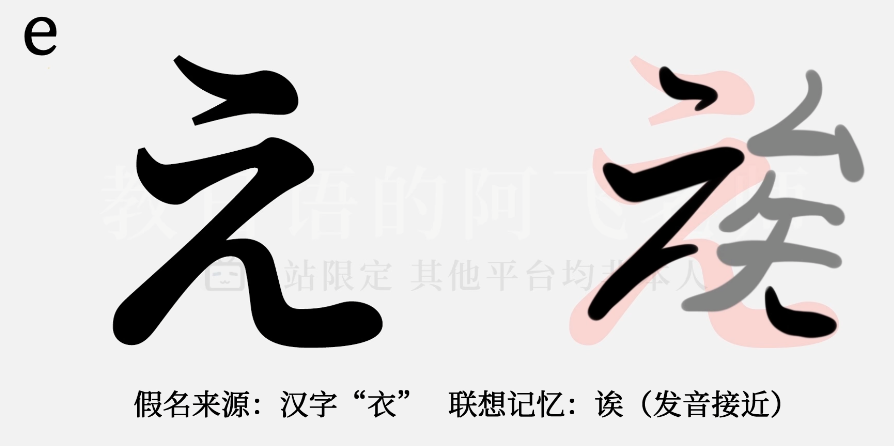 e
え 诶
教日语的阿飞老师
站限定 其他平台均非本人
假名来源：汉字“衣” 联想记忆：诶（发音接近）